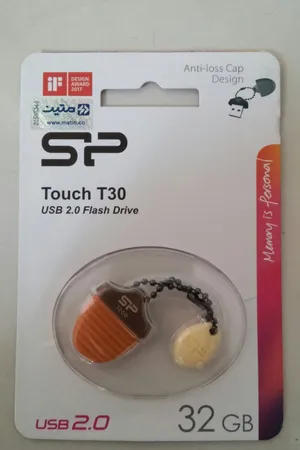 iF
DESIGN
AWARD
2017
Anti-loss Cap
Design
متین
www.matin.co
SP
Touch T30
USB 2.0 Flash Drive
Memory is personal
SP
32GB
USB 2.0
32 GB